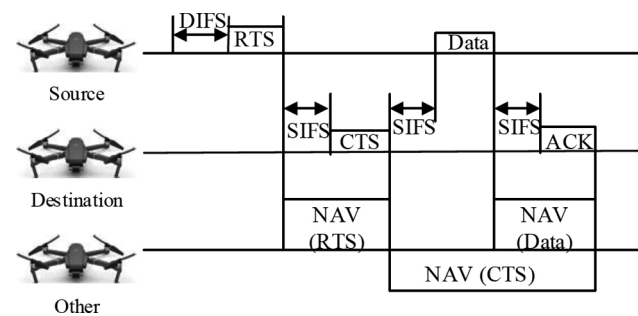 DIFS
RTS
Data
Source
SIFS
CTS
SIFS
SIFS
ACK
Destination
NAV
(RTS)
NAV
(Data)
NAV (CTS)
Other